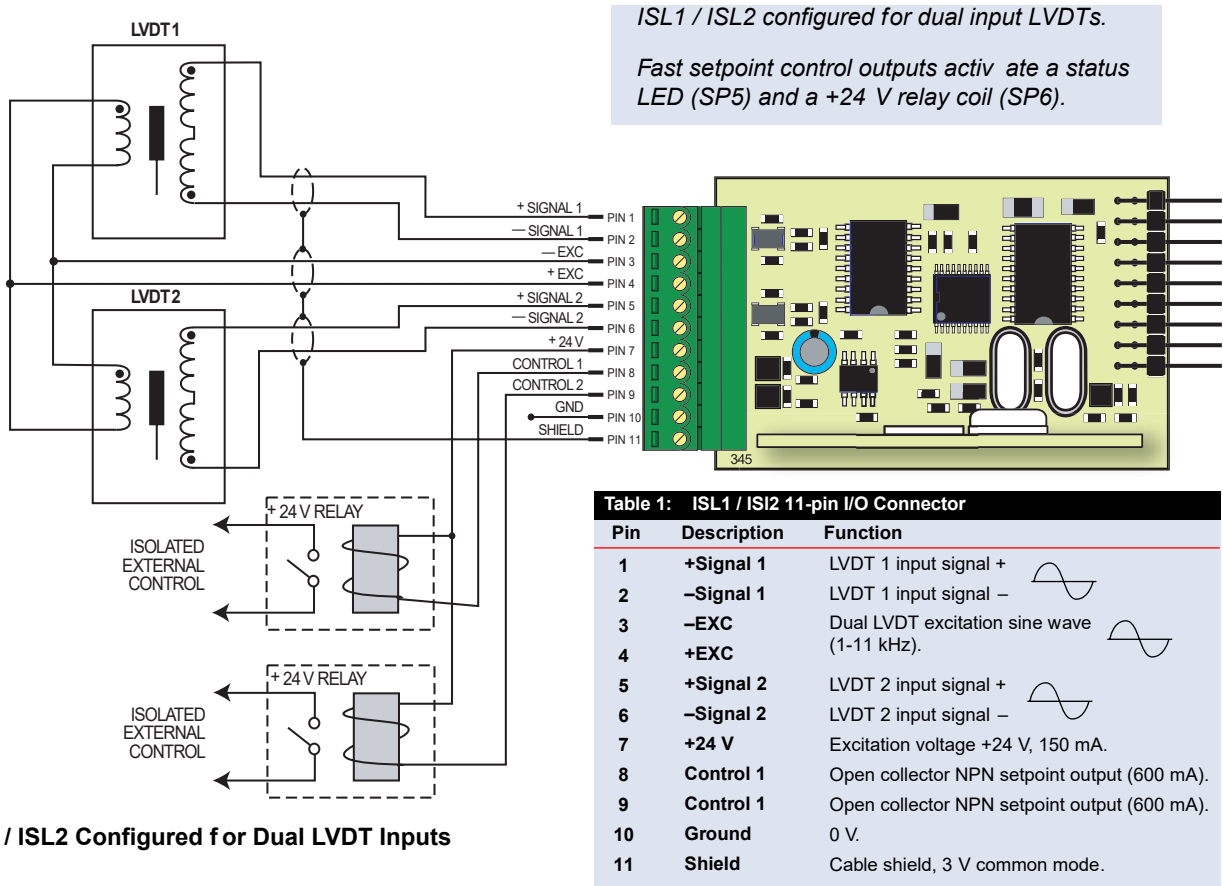 ISL1 / ISL2 configured for dual input LVDTs.
Fast setpoint control outputs activ ate a status
LED (SP5) and a +24 V relay coil (SP6).
LVDT1
LVDT2
+ SIGNAL 1
— SIGNAL 1
— EXC
+ EXC
+ SIGNAL 2
— SIGNAL 2
+ 24 V
CONTROL 1
CONTROL 2
GND
SHIELD
PIN 1
PIN 2
PIN 3
PIN 4
PIN 5
PIN 6
PIN 7
PIN 8
PIN 9
PIN 10
PIN 11
345
+ 24 V RELAY
ISOLATED
EXTERNAL
CONTROL
+ 24 V RELAY
ISOLATED
EXTERNAL
CONTROL
/ ISL2 Configured for Dual LVDT Inputs
Table 1: ISL1 / ISI2 11-pin I/O Connector
Pin Description Function
1 +Signal 1 LVDT 1 input signal +
2 –Signal 1 LVDT 1 input signal –
3 –EXC Dual LVDT excitation sine wave
4 +EXC (1-11 kHz).
5 +Signal 2 LVDT 2 input signal +
6 –Signal 2 LVDT 2 input signal –
7 +24 V Excitation voltage +24 V, 150 mA.
8 Control 1 Open collector NPN setpoint output (600 mA).
9 Control 1 Open collector NPN setpoint output (600 mA).
10 Ground 0 V.
11 Shield Cable shield, 3 V common mode.